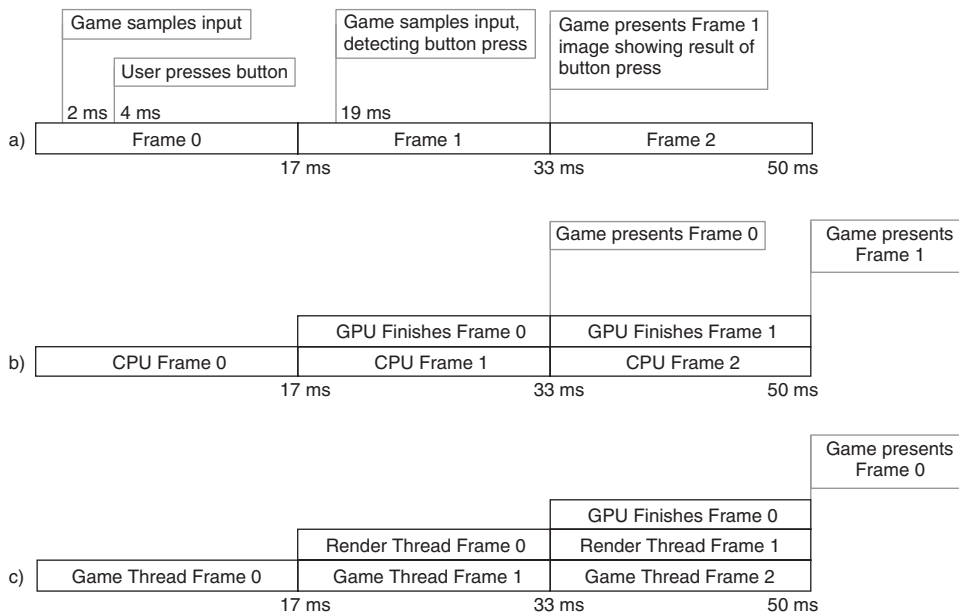 Game samples input
Game samples input,
detecting button press
Game presents Frame 1
image showing result of
button press
User presses button
2 ms
4 ms
19 ms
a)
Frame 0
Frame 1
Frame 2
17 ms
33 ms
50 ms
Game presents Frame 0
Game presents
Frame 1
GPU Finishes Frame 0
GPU Finishes Frame 1
b)
CPU Frame 0
CPU Frame 1
CPU Frame 2
17 ms
33 ms
50 ms
Game presents
Frame 0
GPU Finishes Frame 0
Render Thread Frame 0
Render Thread Frame 1
c)
Game Thread Frame 0
Game Thread Frame 1
Game Thread Frame 2
17 ms
33 ms
50 ms